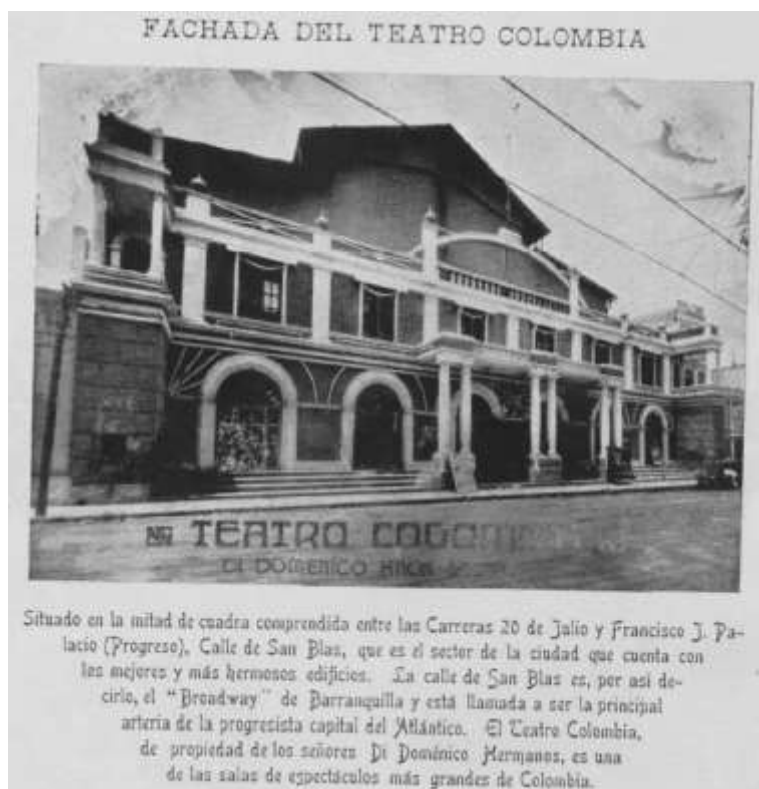 FACHADA DEL TEATRO COLOMBIA
TEATRO COLOM
DI DOMENICO
Situado en la mitad de cuadra comprendida entre las Carreras 20 de Julio y Francisco J. Pa-
lacio (Progreso), Calle de San Blas, que es el sector de la ciudad que cuenta con
los mejores y más hermosos edificios. La calle de San Blas es, por asi de-
cirlo, el "Broadway" de Barranquilla y está llamada a ser la principal
arteria de la progresista capital del Atlántico. El Teatro Colombia,
de propiedad de los señores Di Doménico Hermanos, es una
de las salas de espectáculos más grandes de Colombia.